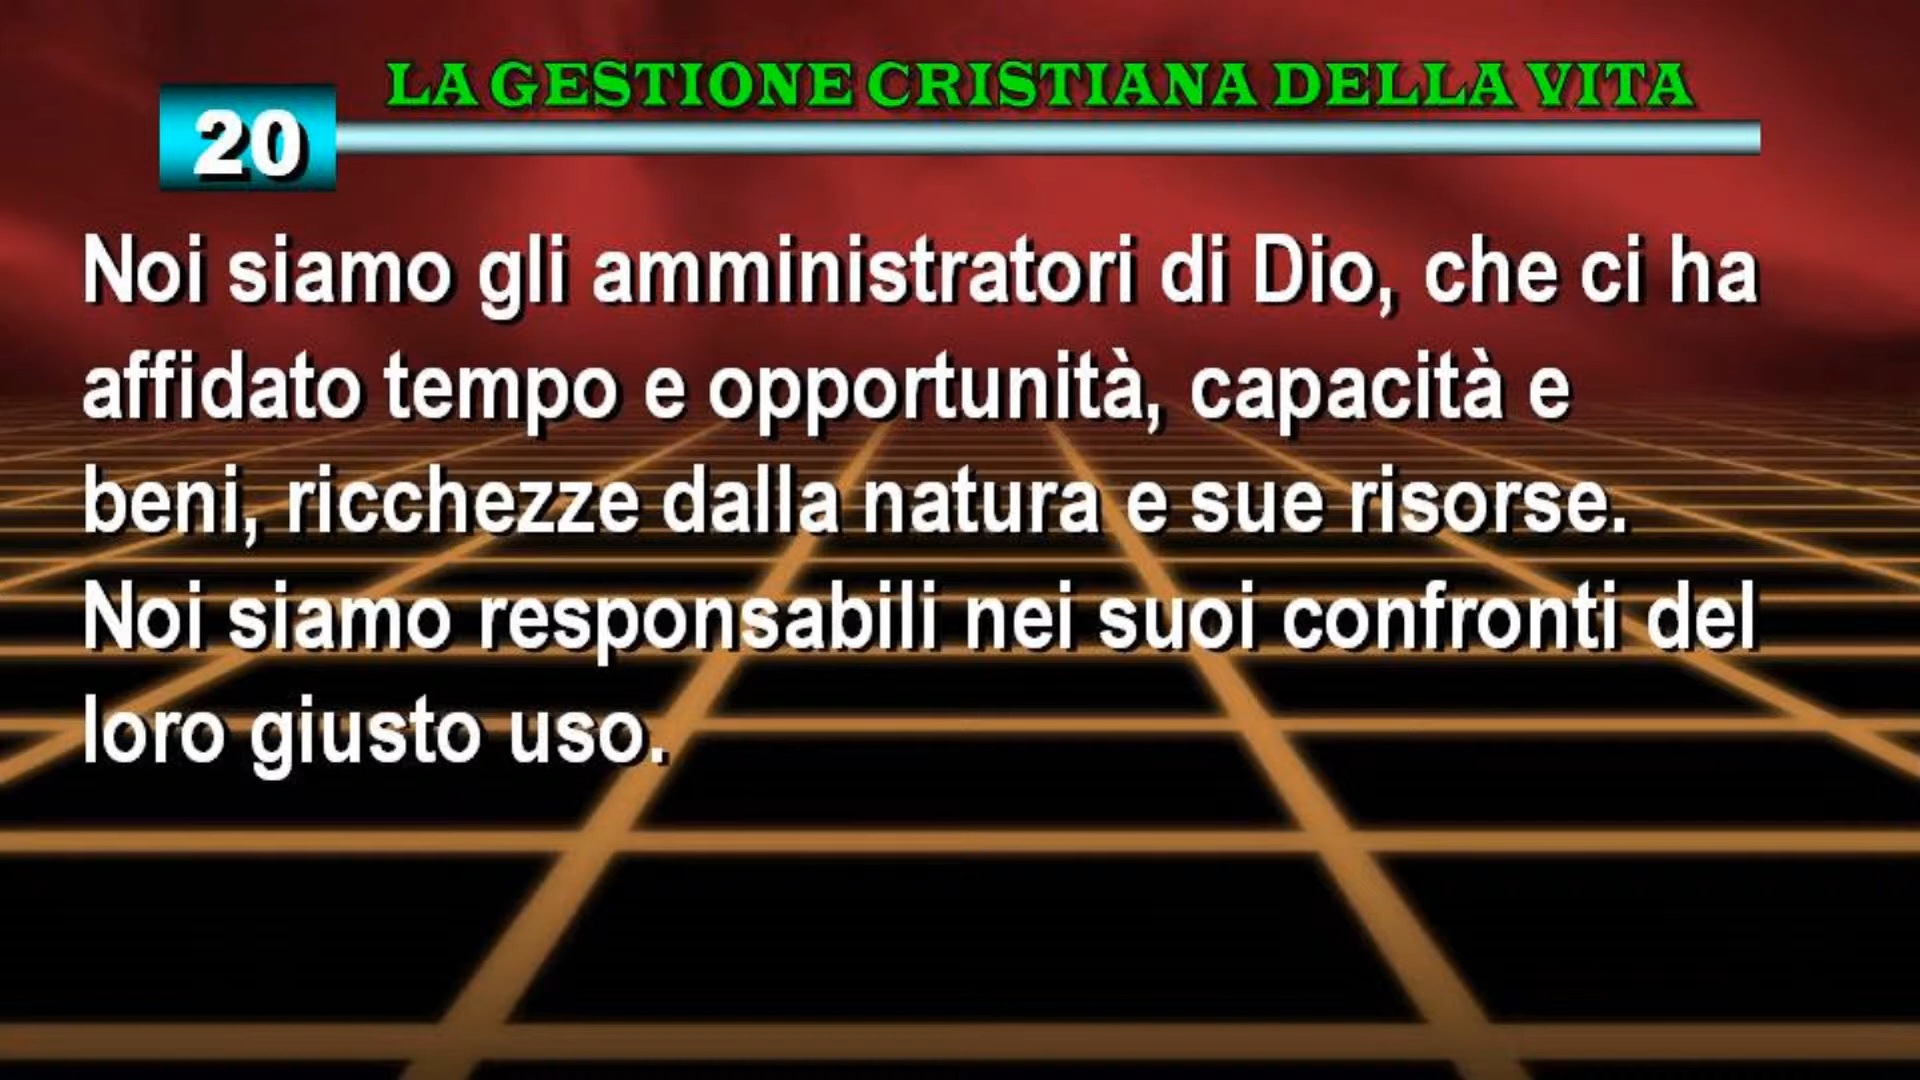 LA GESTIONE CRISTIANA DELLA VITA
20
Noi siamo gli amministratori di Dio, che ci ha
affidato tempo e opportunità, capacità e
beni, ricchezze dalla natura e sue risorse.
Noi siamo responsabili nei suoi confronti del
loro giusto uso.